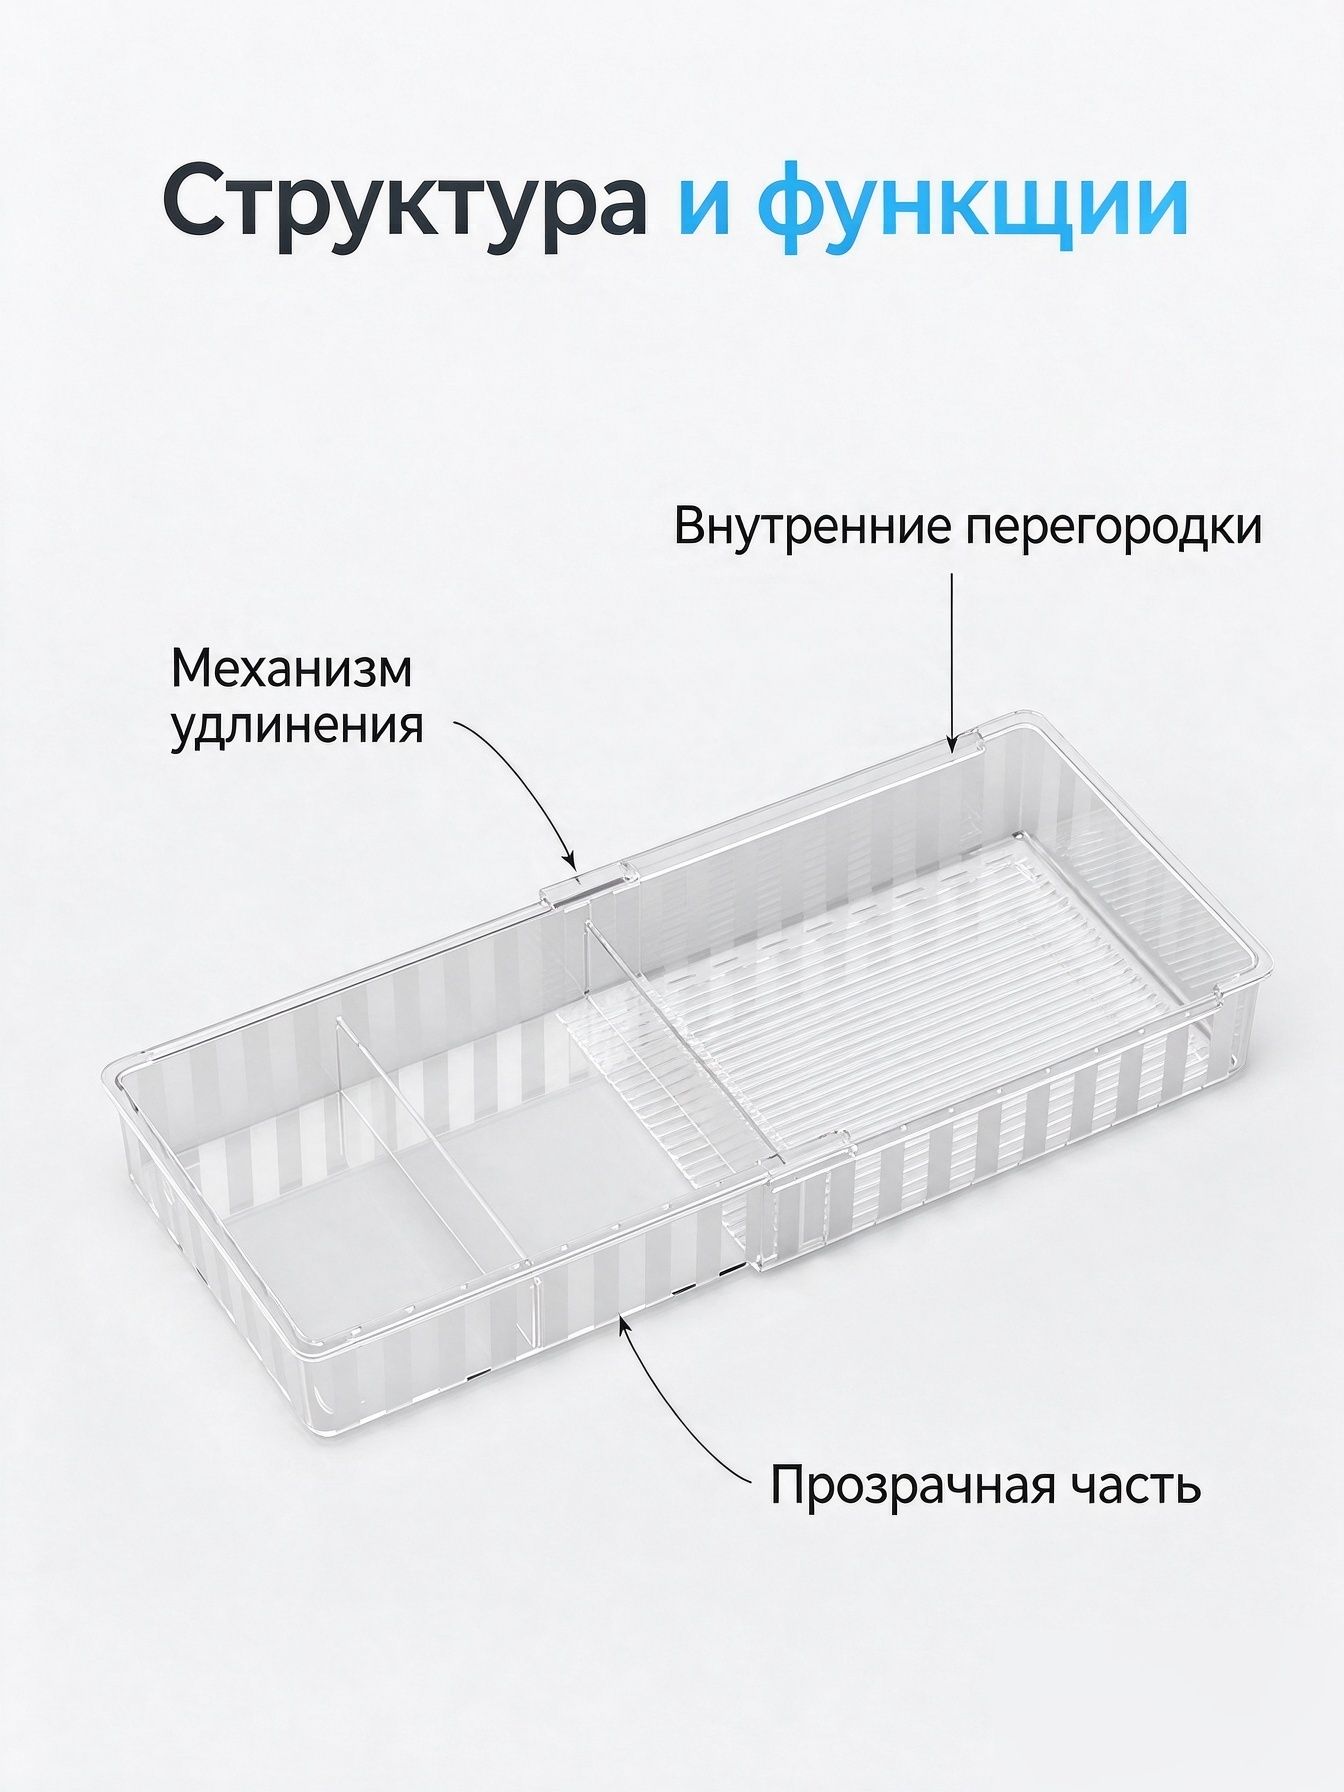 Структура и функщии
Внутренние перегородки
Механизм
удлинения
Прозрачная часть